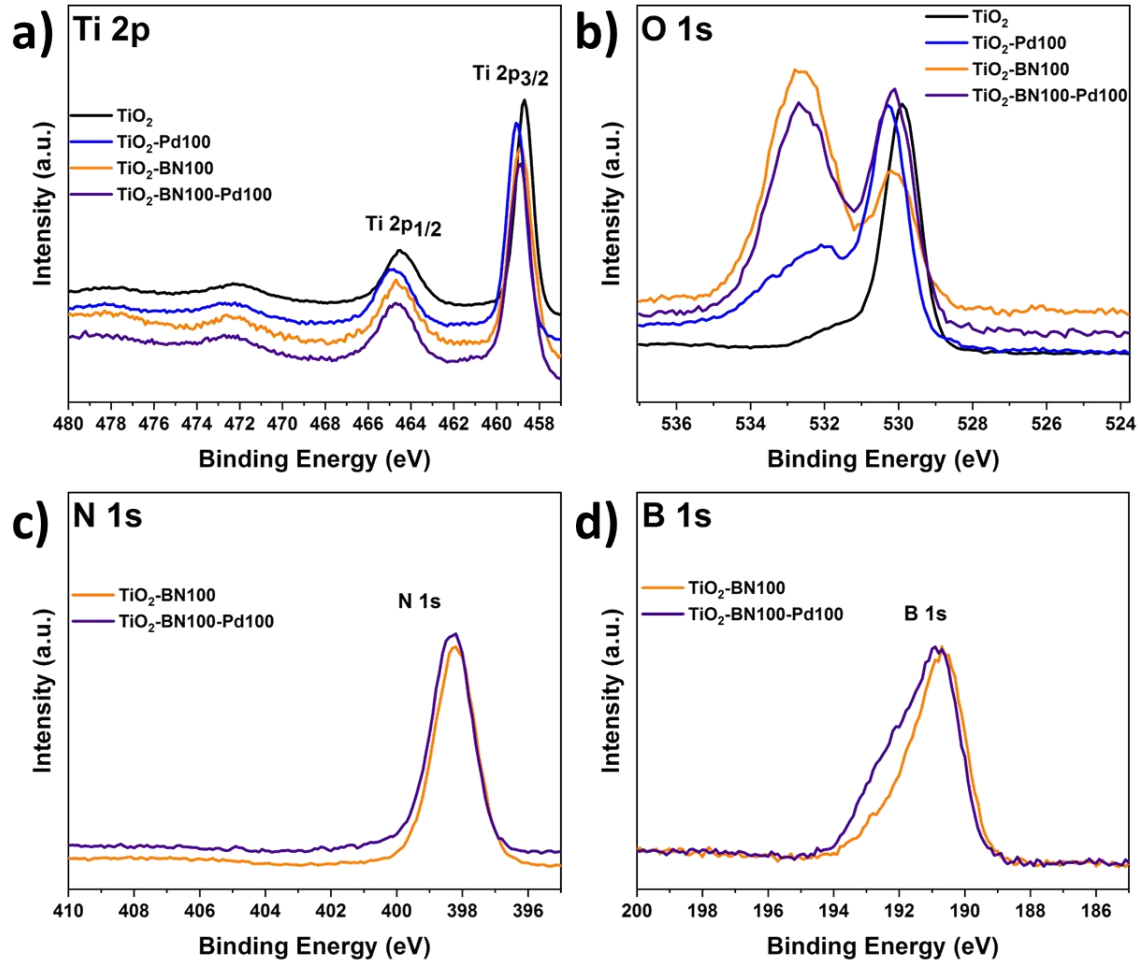 a) Ti 2p
Ti 2p3/2
TiO2
TiO2-Pd100
TiO2-BN100
TiO2-BN100-Pd100
Ti 2p1/2
Intensity (a.u.)
480 478 476 474 472 470 468 466 464 462 460 458
Binding Energy (eV)
b) O 1s
TiO2
TiO2-Pd100
TiO2-BN100
TiO2-BN100-Pd100
Intensity (a.u.)
536 534 532 530 528 526 524
Binding Energy (eV)
c) N 1s
TiO2-BN100
TiO2-BN100-Pd100
N 1s
Intensity (a.u.)
410 408 406 404 402 400 398 396
Binding Energy (eV)
d) B 1s
TiO2-BN100
TiO2-BN100-Pd100
B 1s
Intensity (a.u.)
200 198 196 194 192 190 188 186
Binding Energy (eV)